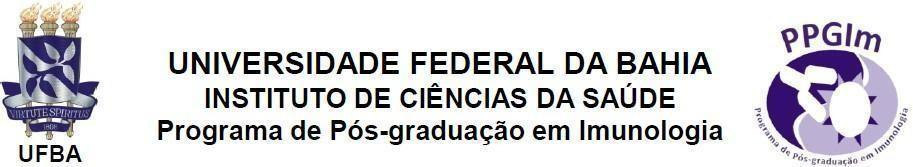 VIRTUTE SPIRITUS
1808
UFBA
UNIVERSIDADE FEDERAL DA BAHIA
INSTITUTO DE CIÊNCIAS DA SAÚDE
Programa de Pós-graduação em Imunologia
PPGIm
Programa de Pós-graduação em Imunologia